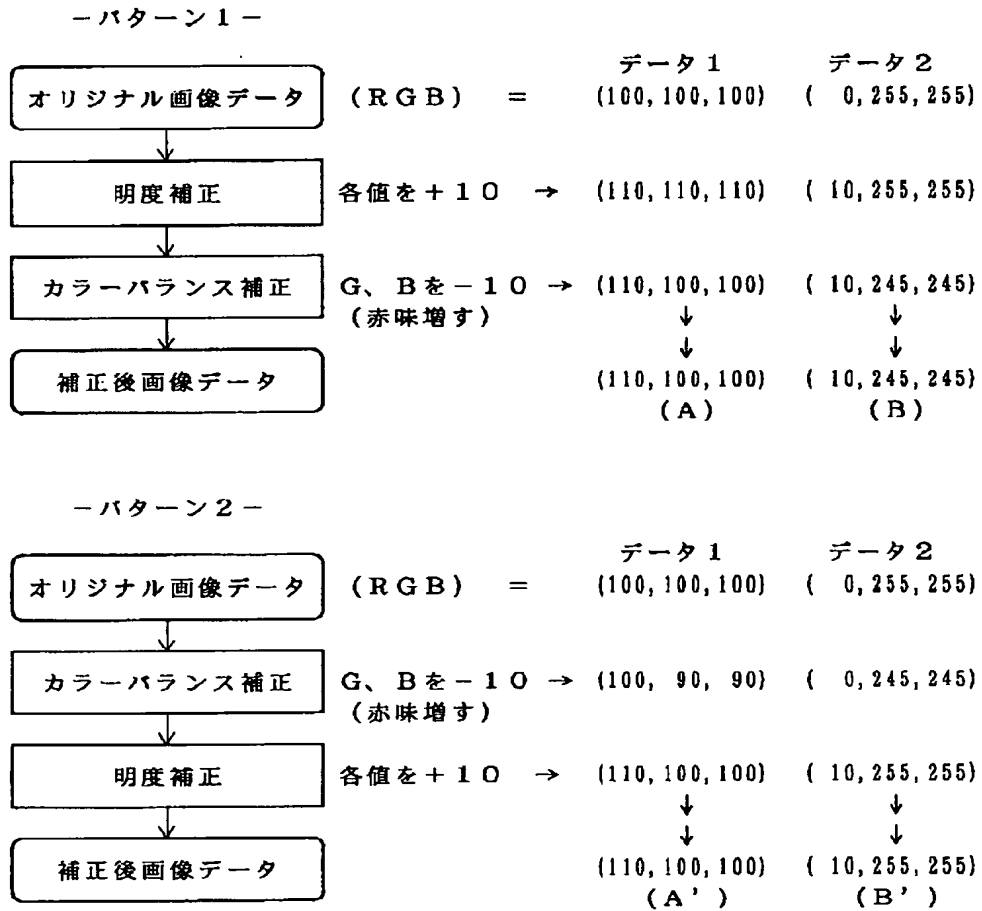 －パターン１－
データ１ データ２
オリジナル画像データ (ＲＧＢ) ＝ (100,100,100) ( 0,255,255)
明度補正 各値を＋１０ → (110,110,110) ( 10,255,255)
カラーバランス補正 Ｇ、Ｂを－１０ → (110,100,100) ( 10,245,245)
(赤味増す) ↓ ↓
↓ ↓
補正後画像データ (110,100,100) ( 10,245,245)
(Ａ) (Ｂ)
－パターン２－
データ１ データ２
オリジナル画像データ (ＲＧＢ) ＝ (100,100,100) ( 0,255,255)
カラーバランス補正 Ｇ、Ｂを－１０ → (100, 90, 90) ( 0,245,245)
(赤味増す)
明度補正 各値を＋１０ → (110,100,100) ( 10,255,255)
↓ ↓
↓ ↓
補正後画像データ (110,100,100) ( 10,255,255)
(Ａ') (Ｂ')